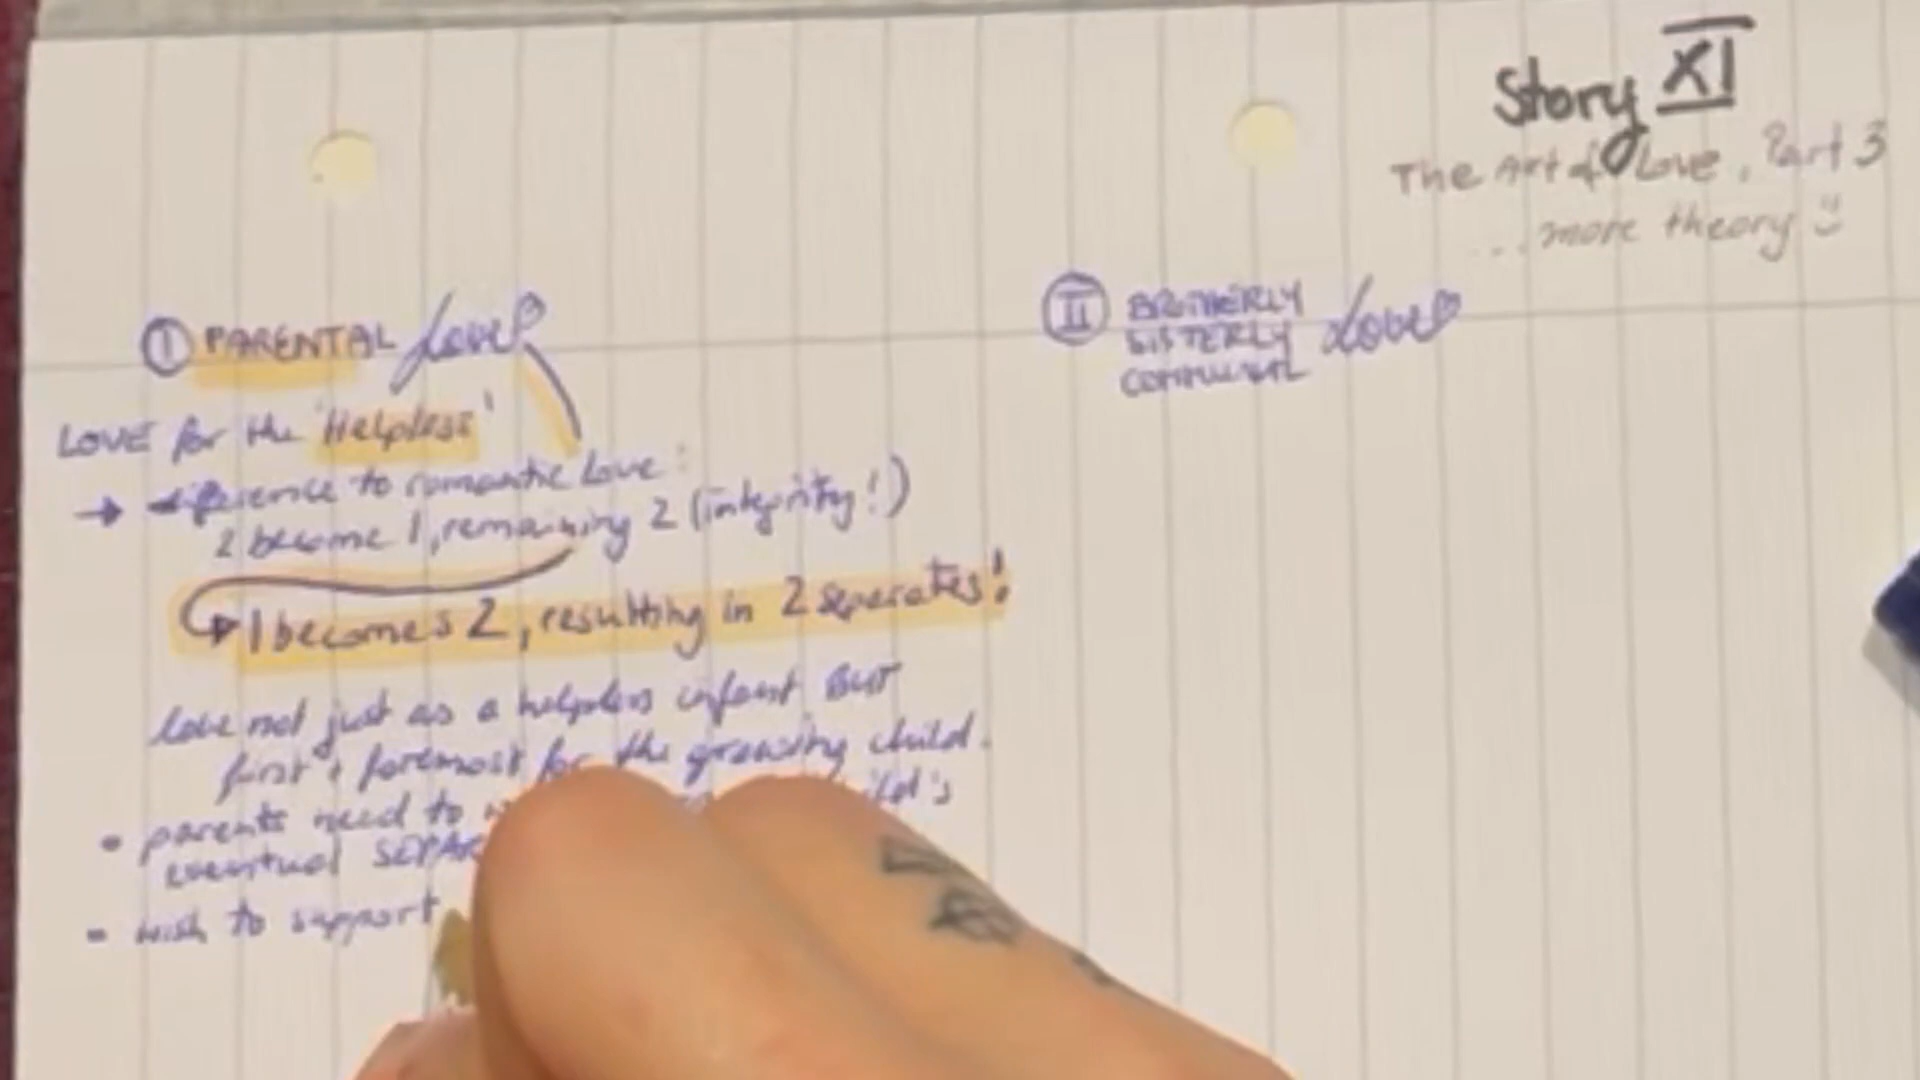 Story XI
The Art of Love, Part 3
...more theory
I PARENTAL Love
LOVE for the 'Helpless'
→ difference to romantic love:
2 become 1, remaining 2 (integrity!)
1 becomes 2, resulting in 2 seperates!
love not just as a helpless infant BUT
first + foremost for the growing child.
• parents need to
eventual
- wish to support
II BROTHERLY
SISTERLY Love
COMMUNAL